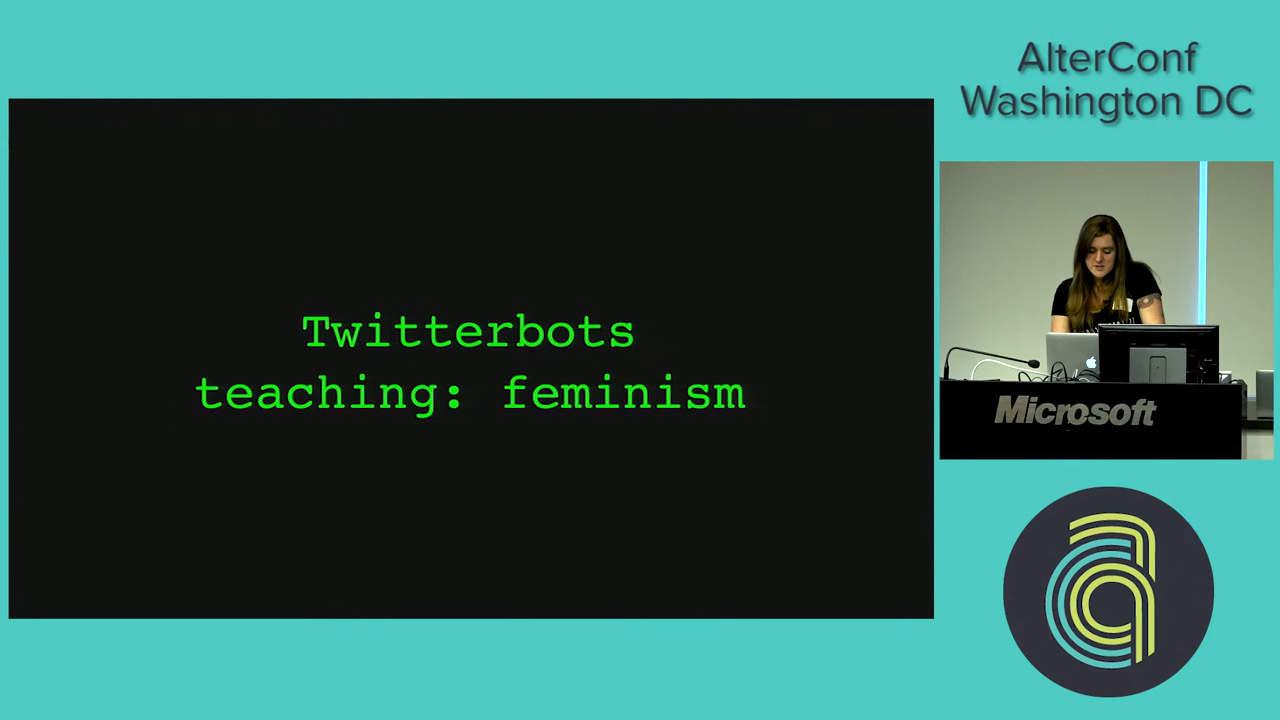 AlterConf
Washington DC
Twitterbots
teaching: feminism
Microsoft